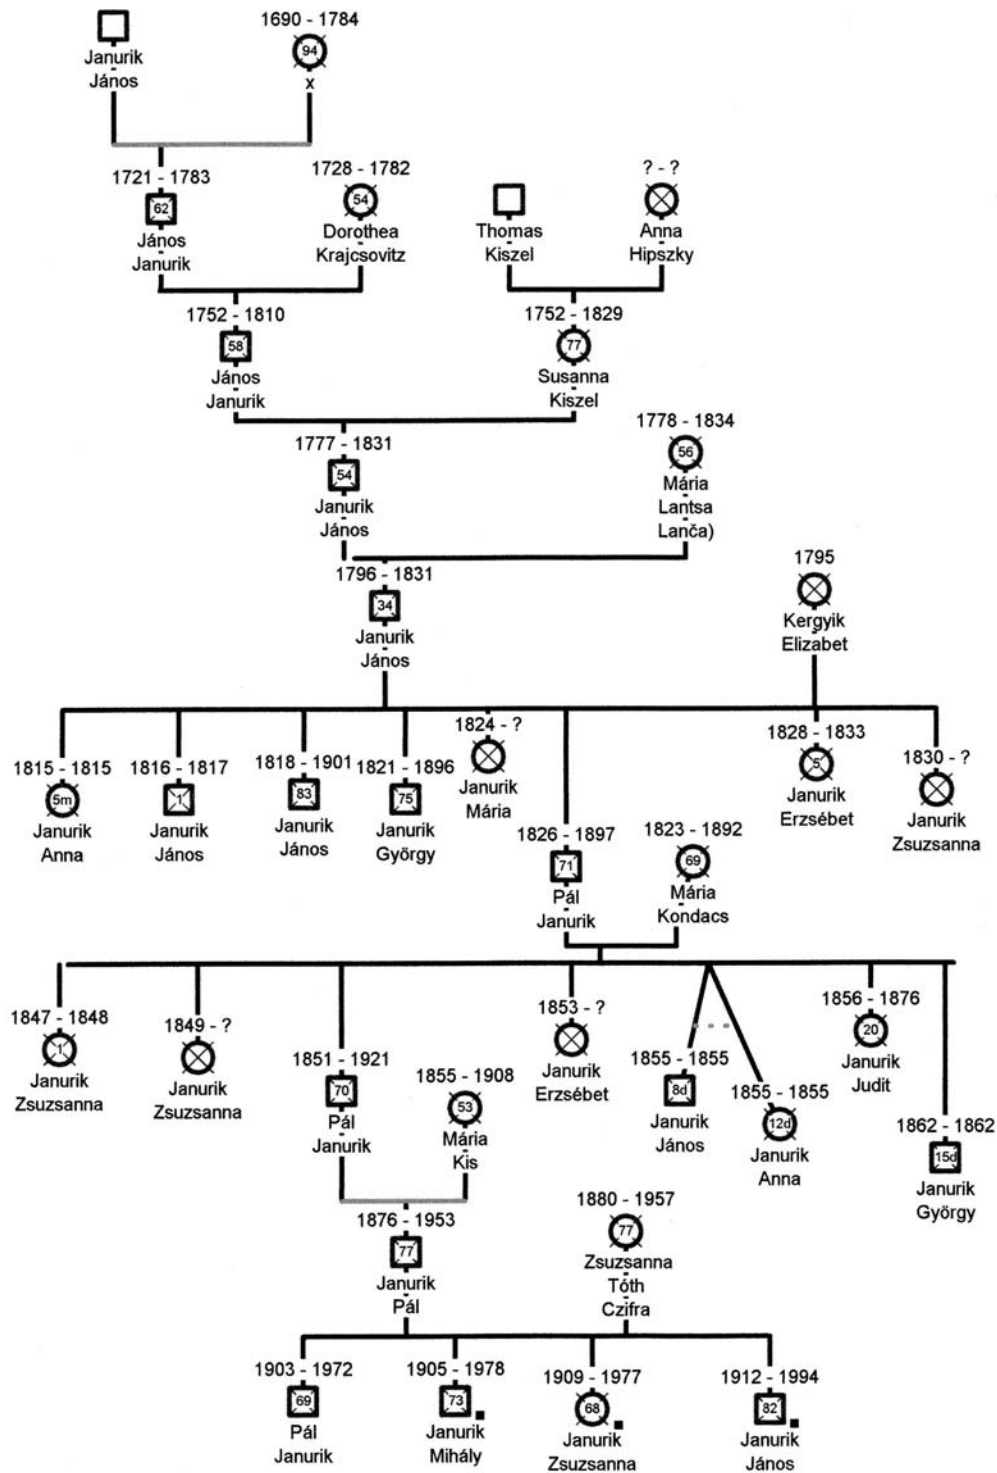 1690 - 1784
94
Janurik
János
x
1721 - 1783
1728 - 1782
? - ?
62
54
János
Janurik
Dorothea
Krajcsovitz
Thomas
Kiszel
Anna
Hipszky
1752 - 1810
1752 - 1829
58
77
János
Janurik
Susanna
Kiszel
1777 - 1831
1778 - 1834
54
56
Janurik
János
Mária
Lantsa
Lanča)
1796 - 1831
1795
34
Janurik
János
Kergyik
Elizabet
1815 - 1815
5m
Janurik
Anna
1816 - 1817
1
Janurik
János
1818 - 1901
83
Janurik
János
1821 - 1896
75
Janurik
György
1824 - ?
Janurik
Mária
1826 - 1897
71
Pál
Janurik
1823 - 1892
69
Mária
Kondacs
1828 - 1833
5
Janurik
Erzsébet
1830 - ?
Janurik
Zsuzsanna
1847 - 1848
1
Janurik
Zsuzsanna
1849 - ?
Janurik
Zsuzsanna
1851 - 1921
70
Pál
Janurik
1855 - 1908
53
Mária
Kis
1853 - ?
Janurik
Erzsébet
1855 - 1855
8d
Janurik
János
1855 - 1855
12d
Janurik
Anna
1856 - 1876
20
Janurik
Judit
1862 - 1862
15d
Janurik
György
1876 - 1953
77
Janurik
Pál
1880 - 1957
77
Zsuzsanna
Tóth
Czifra
1903 - 1972
69
Pál
Janurik
1905 - 1978
73
Janurik
Mihály
1909 - 1977
68
Janurik
Zsuzsanna
1912 - 1994
82
Janurik
János